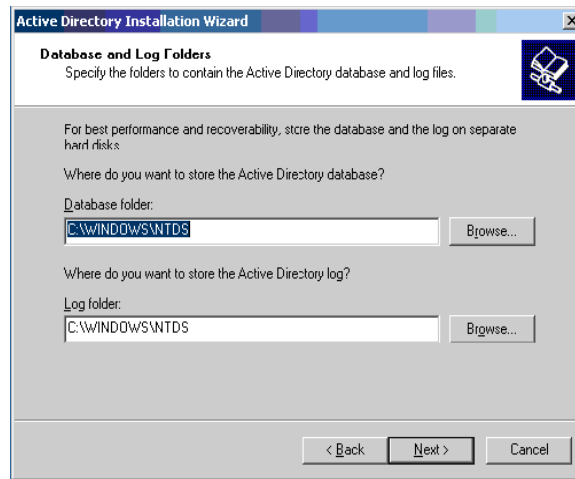 Active Directory Installation Wizard
Database and Log Folders
Specify the folders to contain the Active Directory database and log files.
For best performance and recoverability, store the database and the log on separate
hard disks
Where do you want to store the Active Directory database?
Database folder:
C:\WINDOWS\NTDS
Browse...
Where do you want to store the Active Directory log?
Log folder:
C:\WINDOWS\NTDS
Browse...
< Back
Next >
Cancel